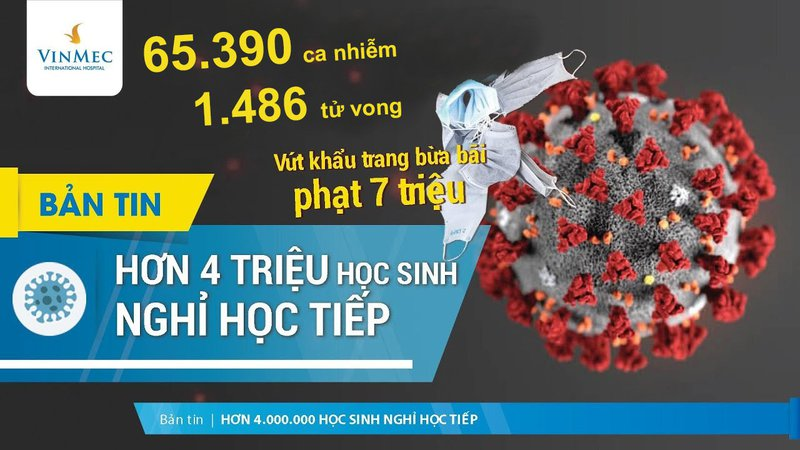 VINMEC
INTERNATIONAL HOSPITAL
65.390 ca nhiễm
1.486 tử vong
Vứt khẩu trang bừa bãi
phạt 7 triệu
BẢN TIN
HƠN 4 TRIỆU HỌC SINH
NGHỈ HỌC TIẾP
Bản tin | HƠN 4.000.000 HỌC SINH NGHỈ HỌC TIẾP